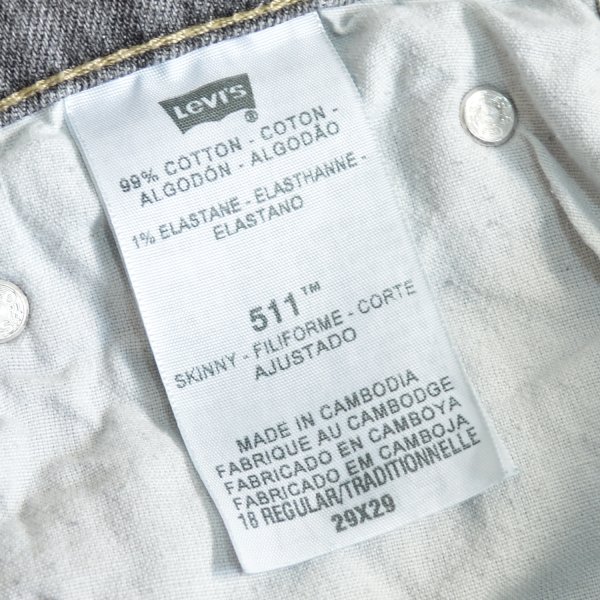 Levi's®
99% COTTON - COTON -
ALGODÓN - ALGODÃO
1% ELASTANE - ELASTHANNE -
ELASTANO
511™
SKINNY - FILIFORME - CORTE
AJUSTADO
MADE IN CAMBODIA
FABRIQUE AU CAMBODGE
FABRICADO EN CAMBOYA
FABRICADO EM CAMBOJA
18 REGULAR/TRADITIONNELLE
29X29